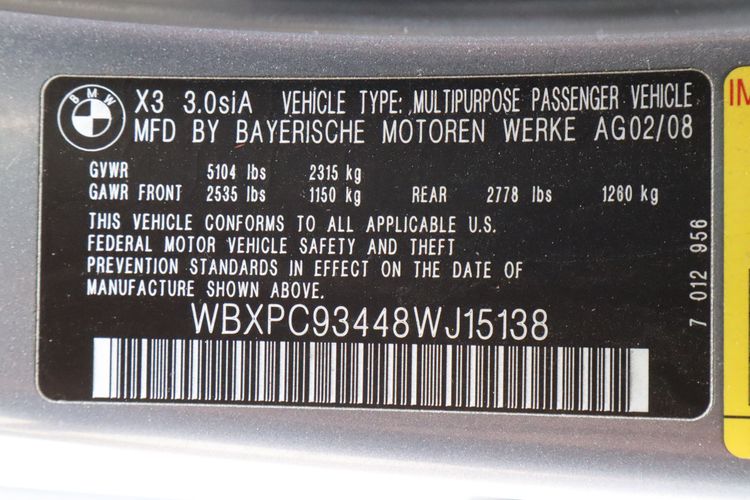 BMW
X3 3.0siA VEHICLE TYPE: MULTIPURPOSE PASSENGER VEHICLE
MFD BY BAYERISCHE MOTOREN WERKE AG02/08
GVWR 5104 lbs 2315 kg
GAWR FRONT 2535 lbs 1150 kg REAR 2778 lbs 1260 kg
THIS VEHICLE CONFORMS TO ALL APPLICABLE U.S.
FEDERAL MOTOR VEHICLE SAFETY AND THEFT
PREVENTION STANDARDS IN EFFECT ON THE DATE OF
MANUFACTURE SHOWN ABOVE.
WBXPC93448WJ15138
7 012 956
IM